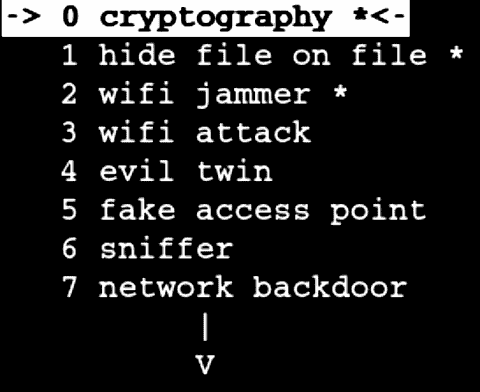 -> 0 cryptography *<-
1 hide file on file *
2 wifi jammer *
3 wifi attack
4 evil twin
5 fake access point
6 sniffer
7 network backdoor
|
V